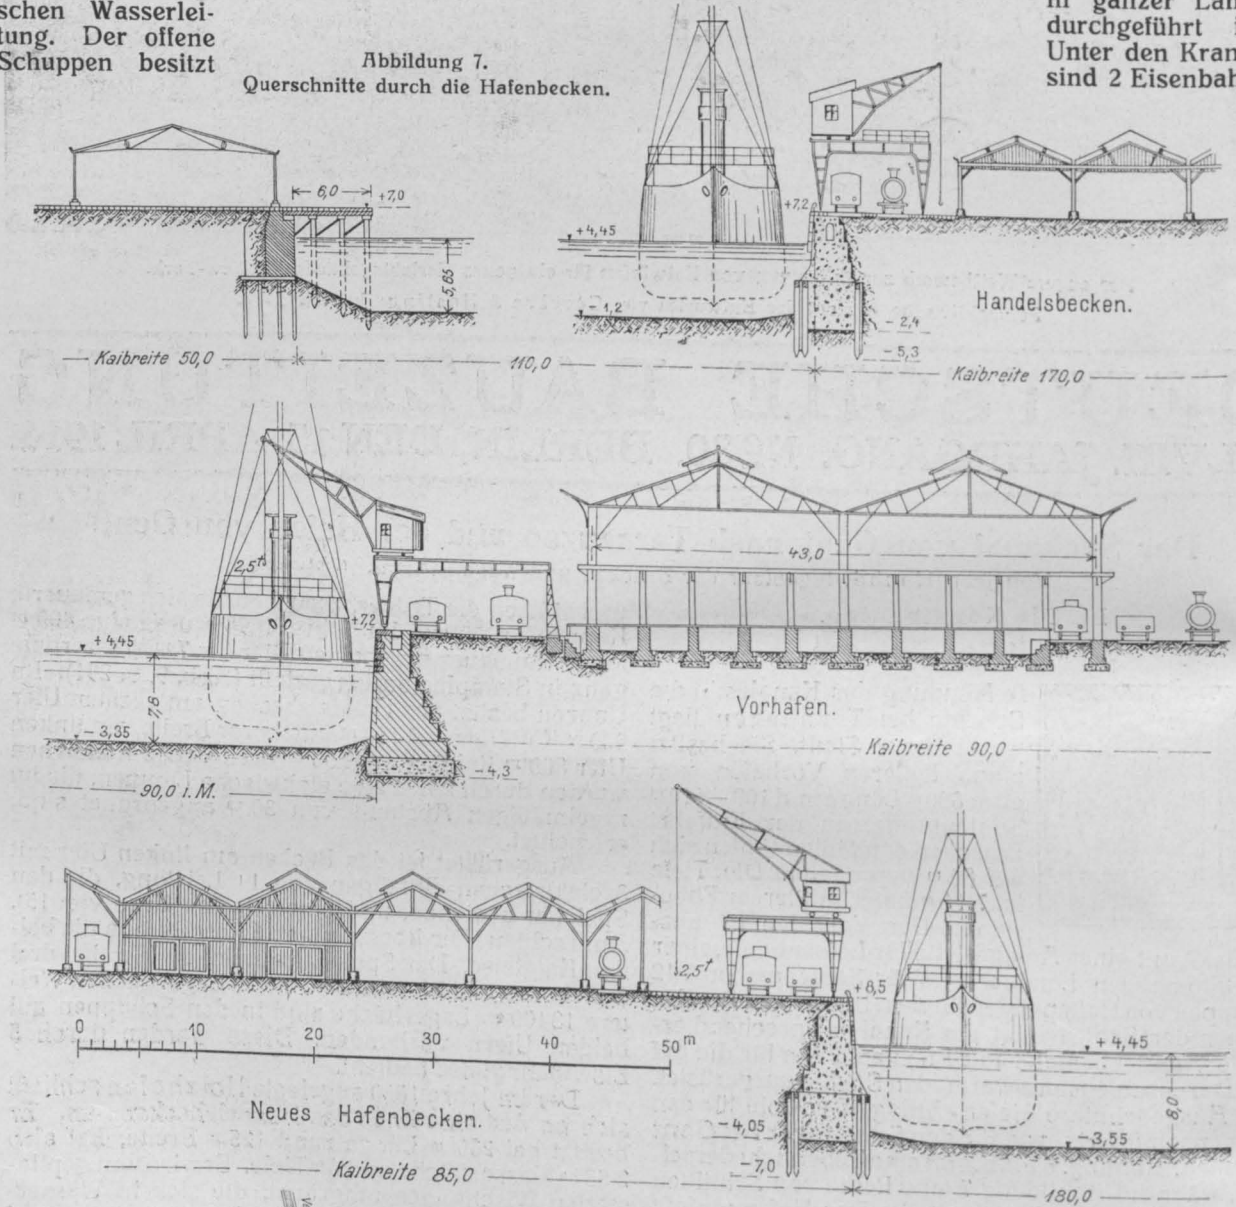 schen Wasserlei-
tung. Der offene
Schuppen besitzt
in ganzer Län
durchgeführt i
Unter den Kran
sind 2 Eisenbah
Abbildung 7.
Querschnitte durch die Hafenbecken.
6,0
+7,0
5,65
+7,2
+4,45
-1,2
-2,4
-5,3
Handelsbecken.
Kaibreite 50,0
110,0
Kaibreite 170,0
2,5t
+7,2
+4,45
7,8
-3,35
-4,3
90,0 i.M.
43,0
Vorhafen.
Kaibreite 90,0
2,5t
+8,5
+4,45
8,0
-4,05
-3,55
-7,0
0 10 20 30 40 50m
Neues Hafenbecken.
Kaibreite 85,0
180,0